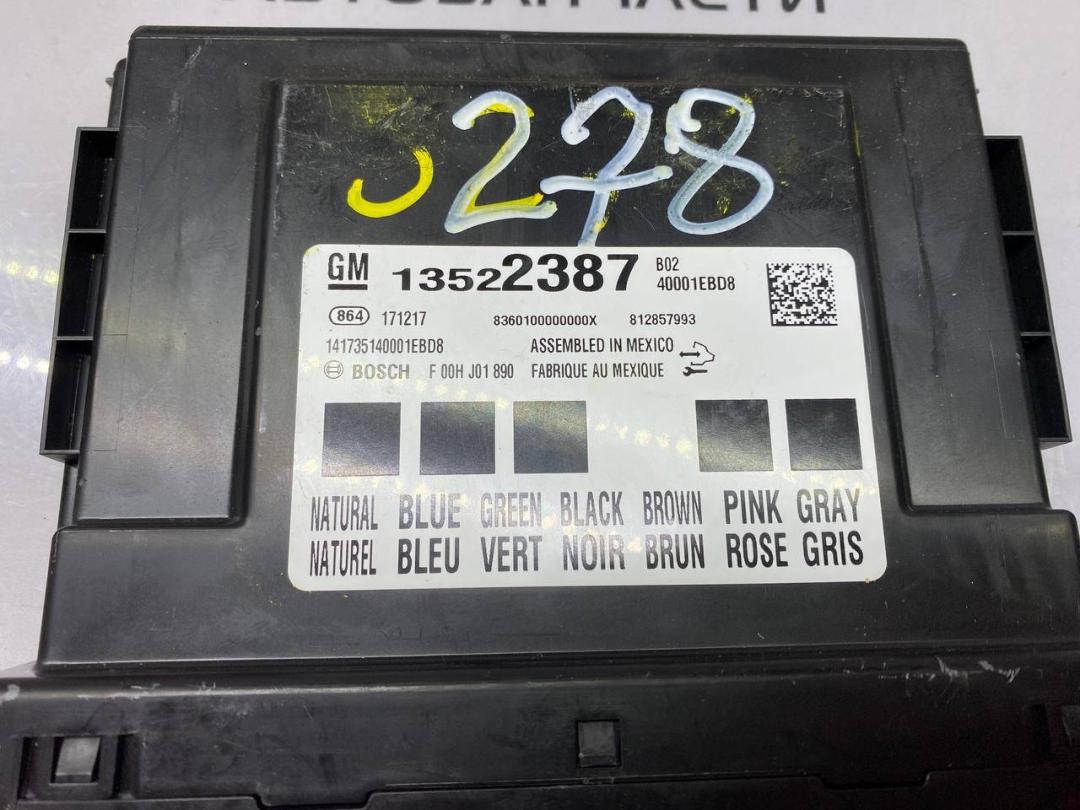 АВТОЗАПЧАСТИ
278
GM 13522387 B02
40001EBD8
864 171217 8360100000000X 812857993
141735140001EBD8 ASSEMBLED IN MEXICO
BOSCH F 00H J01 890 FABRIQUE AU MEXIQUE
NATURAL BLUE GREEN BLACK BROWN PINK GRAY
NATUREL BLEU VERT NOIR BRUN ROSE GRIS